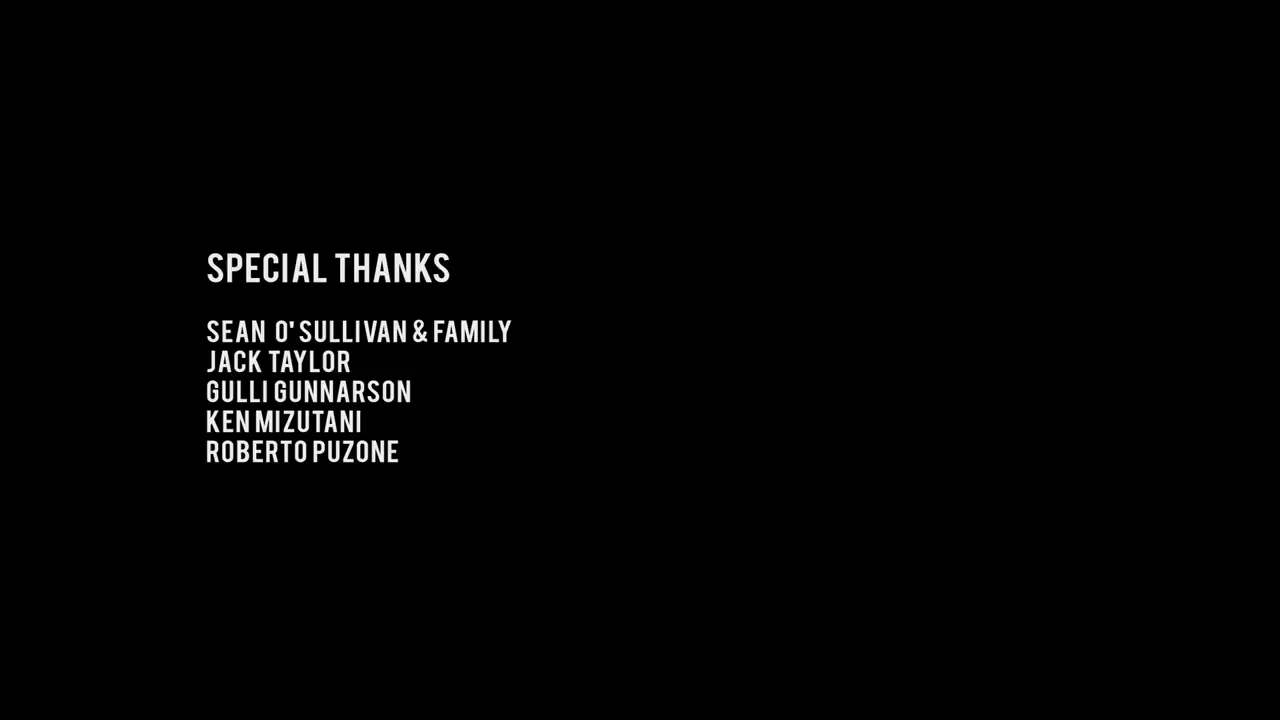 SPECIAL THANKS
SEAN O' SULLIVAN & FAMILY
JACK TAYLOR
GULLI GUNNARSON
KEN MIZUTANI
ROBERTO PUZONE